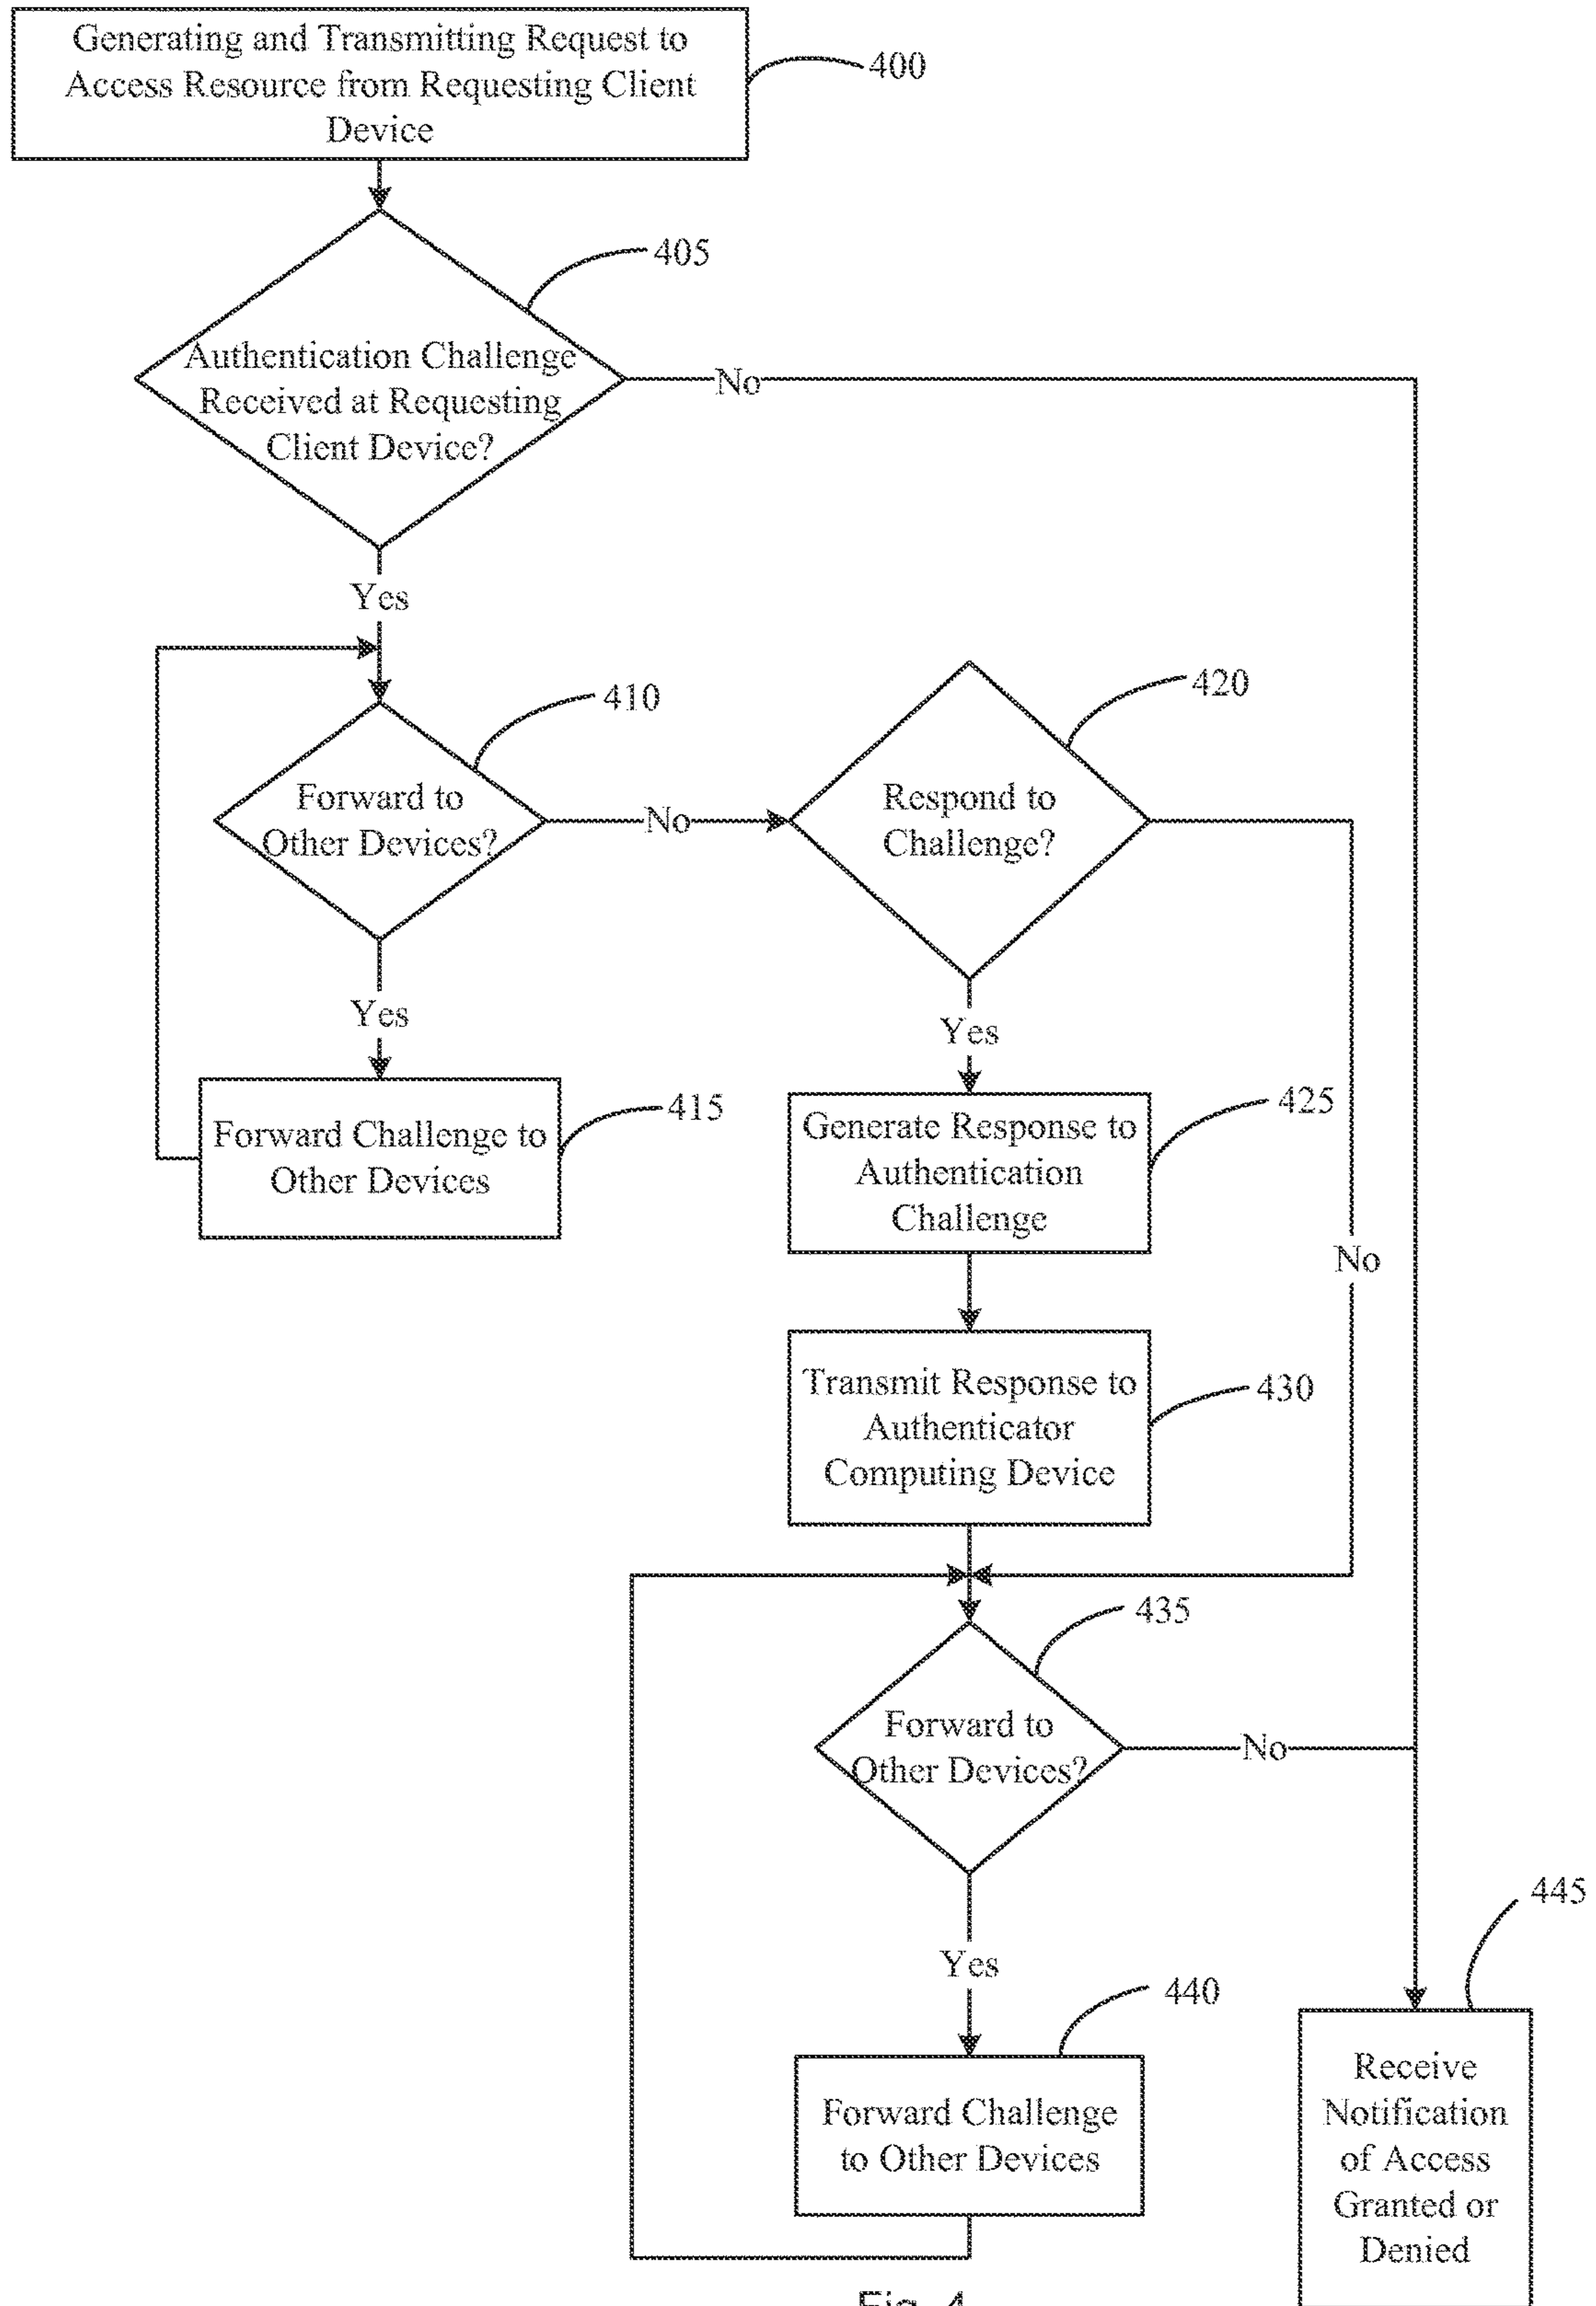 Generating and Transmitting Request to
Access Resource from Requesting Client
Device
400
405
Authentication Challenge
Received at Requesting
Client Device?
No
Yes
410
420
Forward to
Other Devices?
No
Respond to
Challenge?
Yes
Yes
415
425
Forward Challenge to
Other Devices
Generate Response to
Authentication
Challenge
No
430
Transmit Response to
Authenticator
Computing Device
435
Forward to
Other Devices?
No
445
Yes
440
Forward Challenge
to Other Devices
Receive
Notification
of Access
Granted or
Denied
Fig. 4